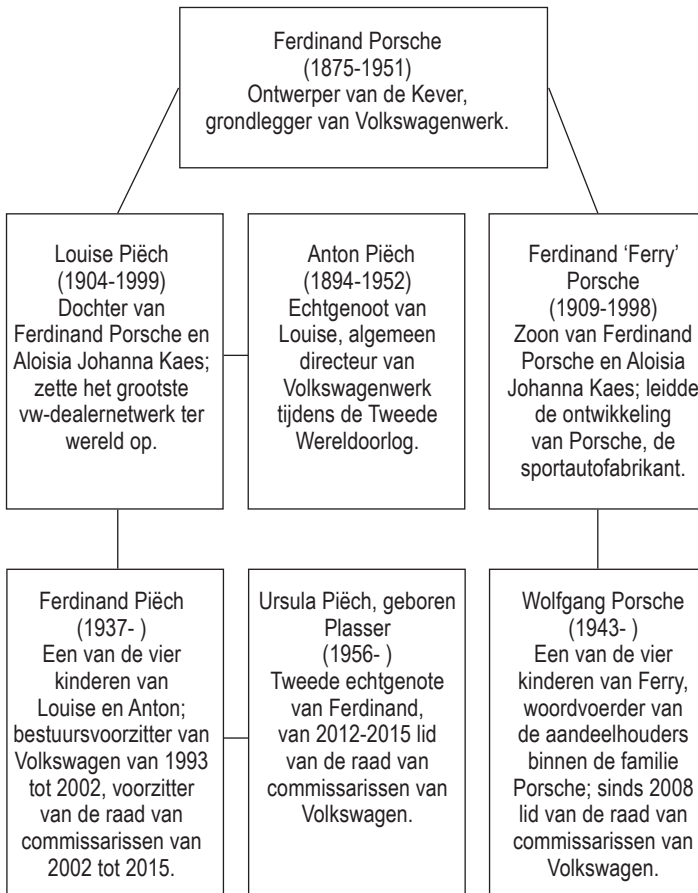 Ferdinand Porsche
(1875-1951)
Ontwerper van de Kever,
grondlegger van Volkswagenwerk.
Louise Piëch
(1904-1999)
Dochter van
Ferdinand Porsche en
Aloisia Johanna Kaes;
zette het grootste
vw-dealernetwerk ter
wereld op.
Anton Piëch
(1894-1952)
Echtgenoot van
Louise, algemeen
directeur van
Volkswagenwerk
tijdens de Tweede
Wereldoorlog.
Ferdinand ‘Ferry’
Porsche
(1909-1998)
Zoon van Ferdinand
Porsche en Aloisia
Johanna Kaes; leidde
de ontwikkeling
van Porsche, de
sportautofabrikant.
Ferdinand Piëch
(1937- )
Een van de vier
kinderen van
Louise en Anton;
bestuursvoorzitter van
Volkswagen van 1993
tot 2002, voorzitter
van de raad van
commissarissen van
2002 tot 2015.
Ursula Piëch, geboren
Plasser
(1956- )
Tweede echtgenote
van Ferdinand,
van 2012-2015 lid
van de raad van
commissarissen van
Volkswagen.
Wolfgang Porsche
(1943- )
Een van de vier
kinderen van Ferry,
woordvoerder van
de aandeelhouders
binnen de familie
Porsche; sinds 2008
lid van de raad van
commissarissen van
Volkswagen.